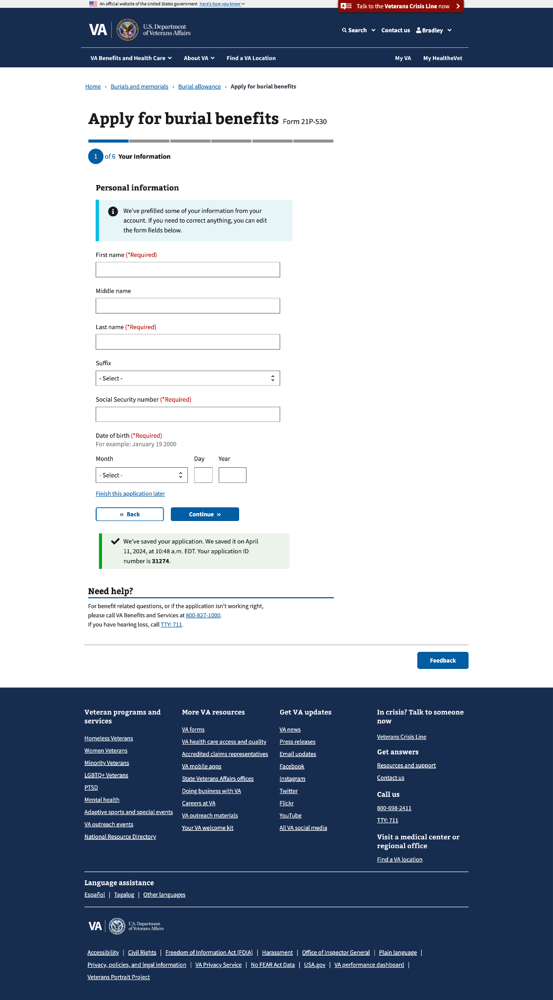 An official website of the United States government Here's how you know
Talk to the Veterans Crisis Line now
VA
U.S. Department
of Veterans Affairs
Search Contact us Bradley
VA Benefits and Health Care About VA Find a VA Location My VA My HealtheVet
Home › Burials and memorials › Burial allowance › Apply for burial benefits
Apply for burial benefits Form 21P-530
1 of 6 Your Information
Personal information
We've prefilled some of your information from your
account. If you need to correct anything, you can edit
the form fields below.
First name (*Required)
Middle name
Last name (*Required)
Suffix
- Select -
Social Security number (*Required)
Date of birth (*Required)
For example: January 19 2000
Month Day Year
- Select -
Finish this application later
« Back Continue »
We've saved your application. We saved it on April
11, 2024, at 10:48 a.m. EDT. Your application ID
number is 31274.
Need help?
For benefit related questions, or if the application isn't working right,
please call VA Benefits and Services at 800-827-1000.
If you have hearing loss, call TTY: 711.
Feedback
Veteran programs and
services
Homeless Veterans
Women Veterans
Minority Veterans
LGBTQ+ Veterans
PTSD
Mental health
Adaptive sports and special events
VA outreach events
National Resource Directory
More VA resources
VA forms
VA health care access and quality
Accredited claims representatives
VA mobile apps
State Veterans Affairs offices
Doing business with VA
Careers at VA
VA outreach materials
Your VA welcome kit
Get VA updates
VA news
Press releases
Email updates
Facebook
Instagram
Twitter
Flickr
YouTube
All VA social media
In crisis? Talk to someone
now
Veterans Crisis Line
Get answers
Resources and support
Contact us
Call us
800-698-2411
TTY: 711
Visit a medical center or
regional office
Find a VA location
Language assistance
Español | Tagalog | Other languages
VA
U.S. Department
of Veterans Affairs
Accessibility | Civil Rights | Freedom of Information Act (FOIA) | Harassment | Office of Inspector General | Plain language |
Privacy, policies, and legal information | VA Privacy Service | No FEAR Act Data | USA.gov | VA performance dashboard |
Veterans Portrait Project